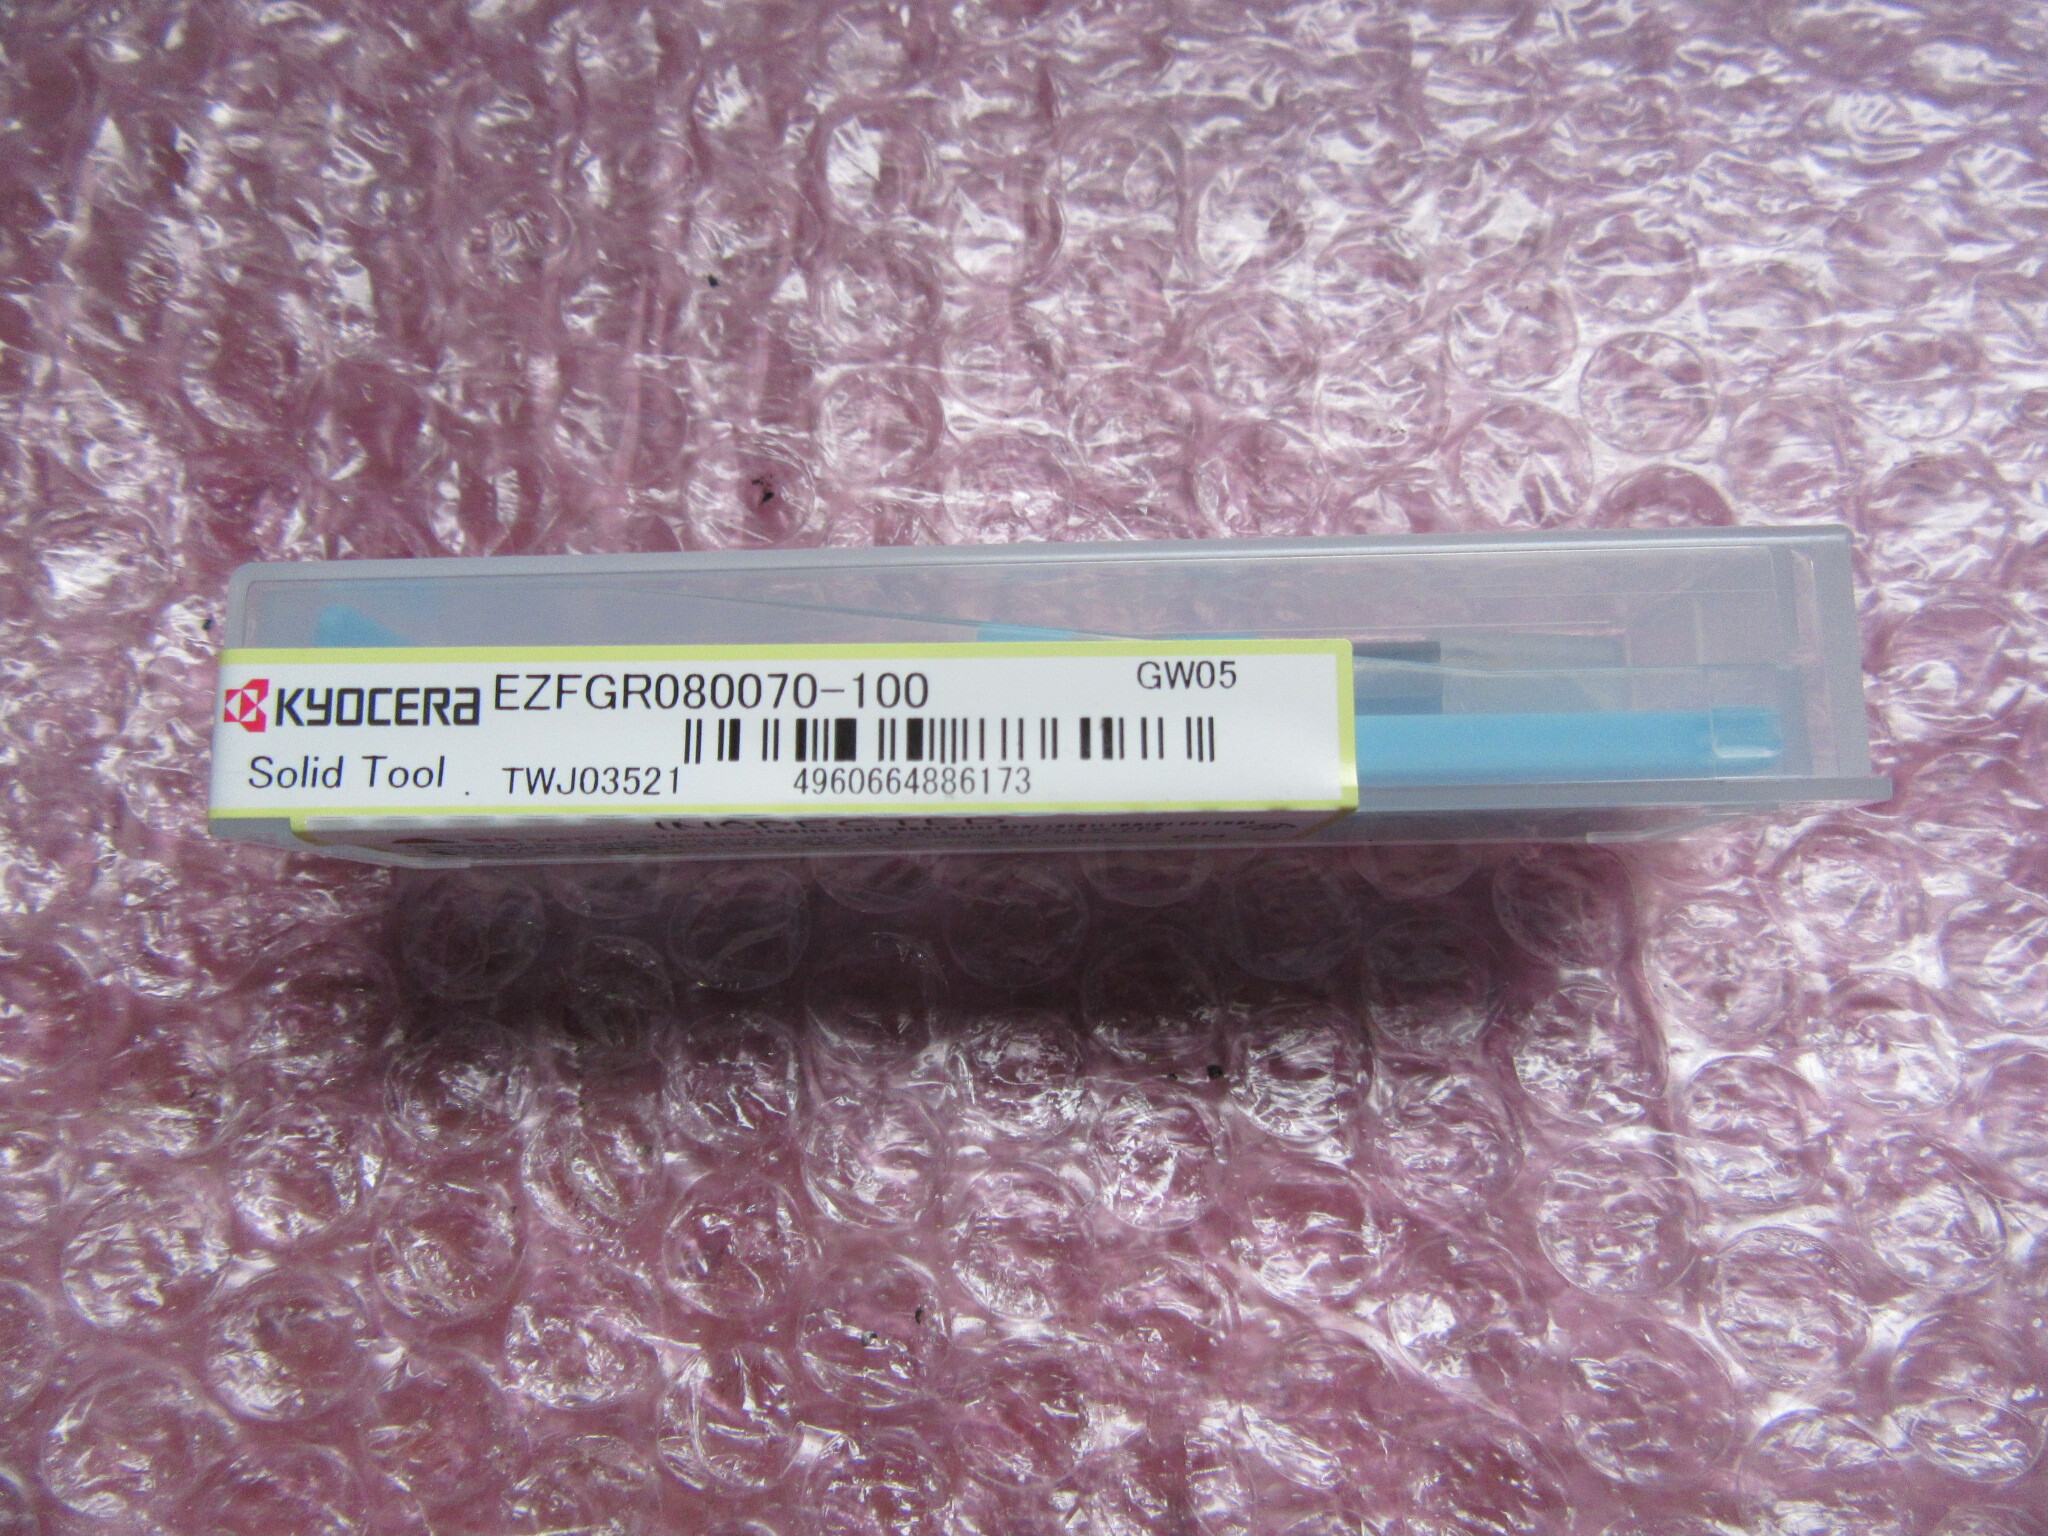 KYOCERA EZFGR080070-100 GW05
Solid Tool . TWJ03521 4960664886173